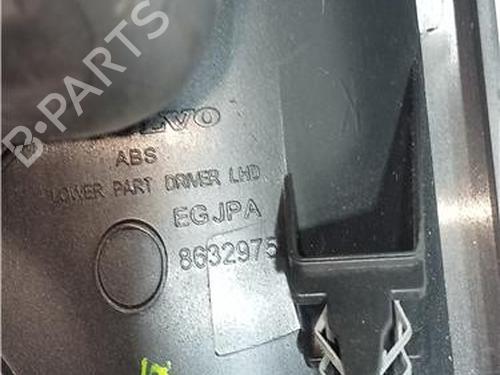 B-PARTS
VOLVO
ABS
LOWER PART DRIVER LHD
EGJPA
8632975